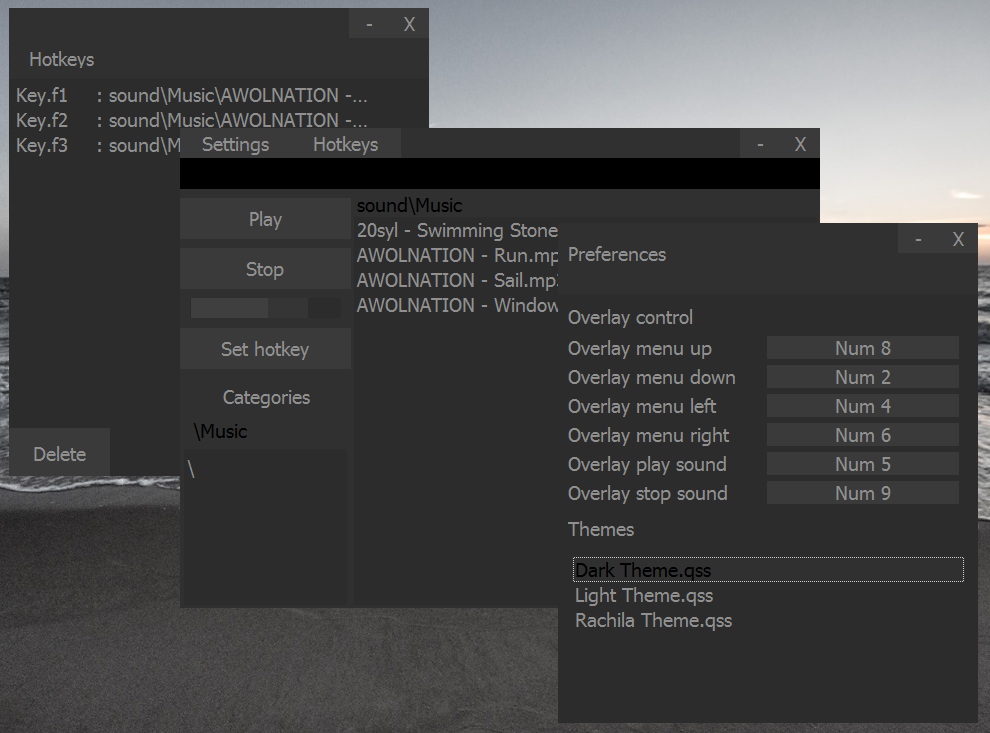 - X
Hotkeys
Key.f1 : sound\Music\AWOLNATION -...
Key.f2 : sound\Music\AWOLNATION -...
Key.f3 : sound\M
Delete
Settings Hotkeys - X
Play
Stop
Set hotkey
Categories
\Music
\
sound\Music
20syl - Swimming Stone
AWOLNATION - Run.mp
AWOLNATION - Sail.mp3
AWOLNATION - Window
- X
Preferences
Overlay control
Overlay menu up Num 8
Overlay menu down Num 2
Overlay menu left Num 4
Overlay menu right Num 6
Overlay play sound Num 5
Overlay stop sound Num 9
Themes
Dark Theme.qss
Light Theme.qss
Rachila Theme.qss